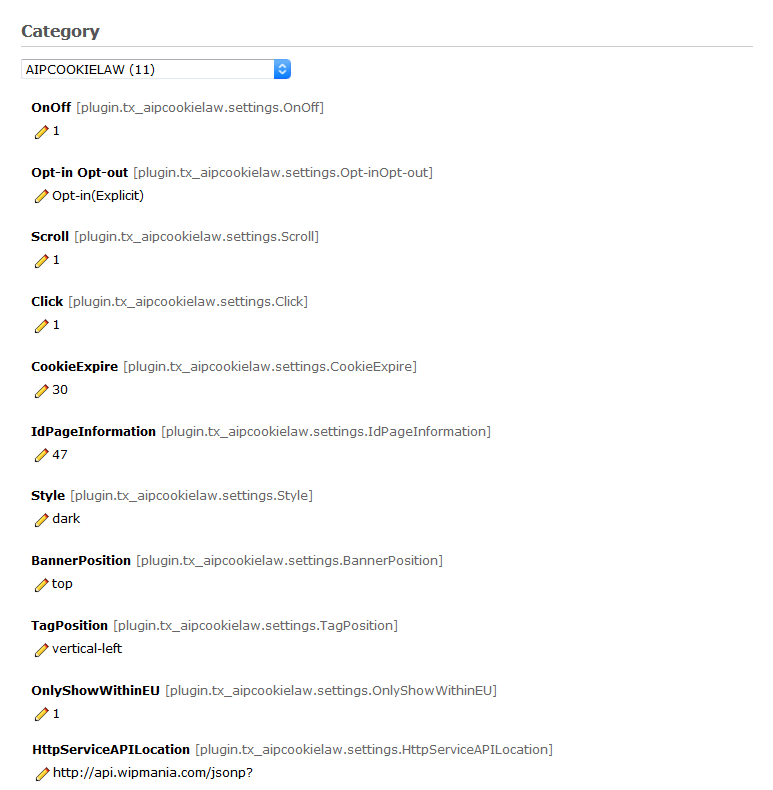 Category
AIPCOOKIELAW (11)
OnOff [plugin.tx_aipcookielaw.settings.OnOff]
1
Opt-in Opt-out [plugin.tx_aipcookielaw.settings.Opt-inOpt-out]
Opt-in(Explicit)
Scroll [plugin.tx_aipcookielaw.settings.Scroll]
1
Click [plugin.tx_aipcookielaw.settings.Click]
1
CookieExpire [plugin.tx_aipcookielaw.settings.CookieExpire]
30
IdPageInformation [plugin.tx_aipcookielaw.settings.IdPageInformation]
47
Style [plugin.tx_aipcookielaw.settings.Style]
dark
BannerPosition [plugin.tx_aipcookielaw.settings.BannerPosition]
top
TagPosition [plugin.tx_aipcookielaw.settings.TagPosition]
vertical-left
OnlyShowWithinEU [plugin.tx_aipcookielaw.settings.OnlyShowWithinEU]
1
HttpServiceAPILocation [plugin.tx_aipcookielaw.settings.HttpServiceAPILocation]
http://api.wipmania.com/jsonp?